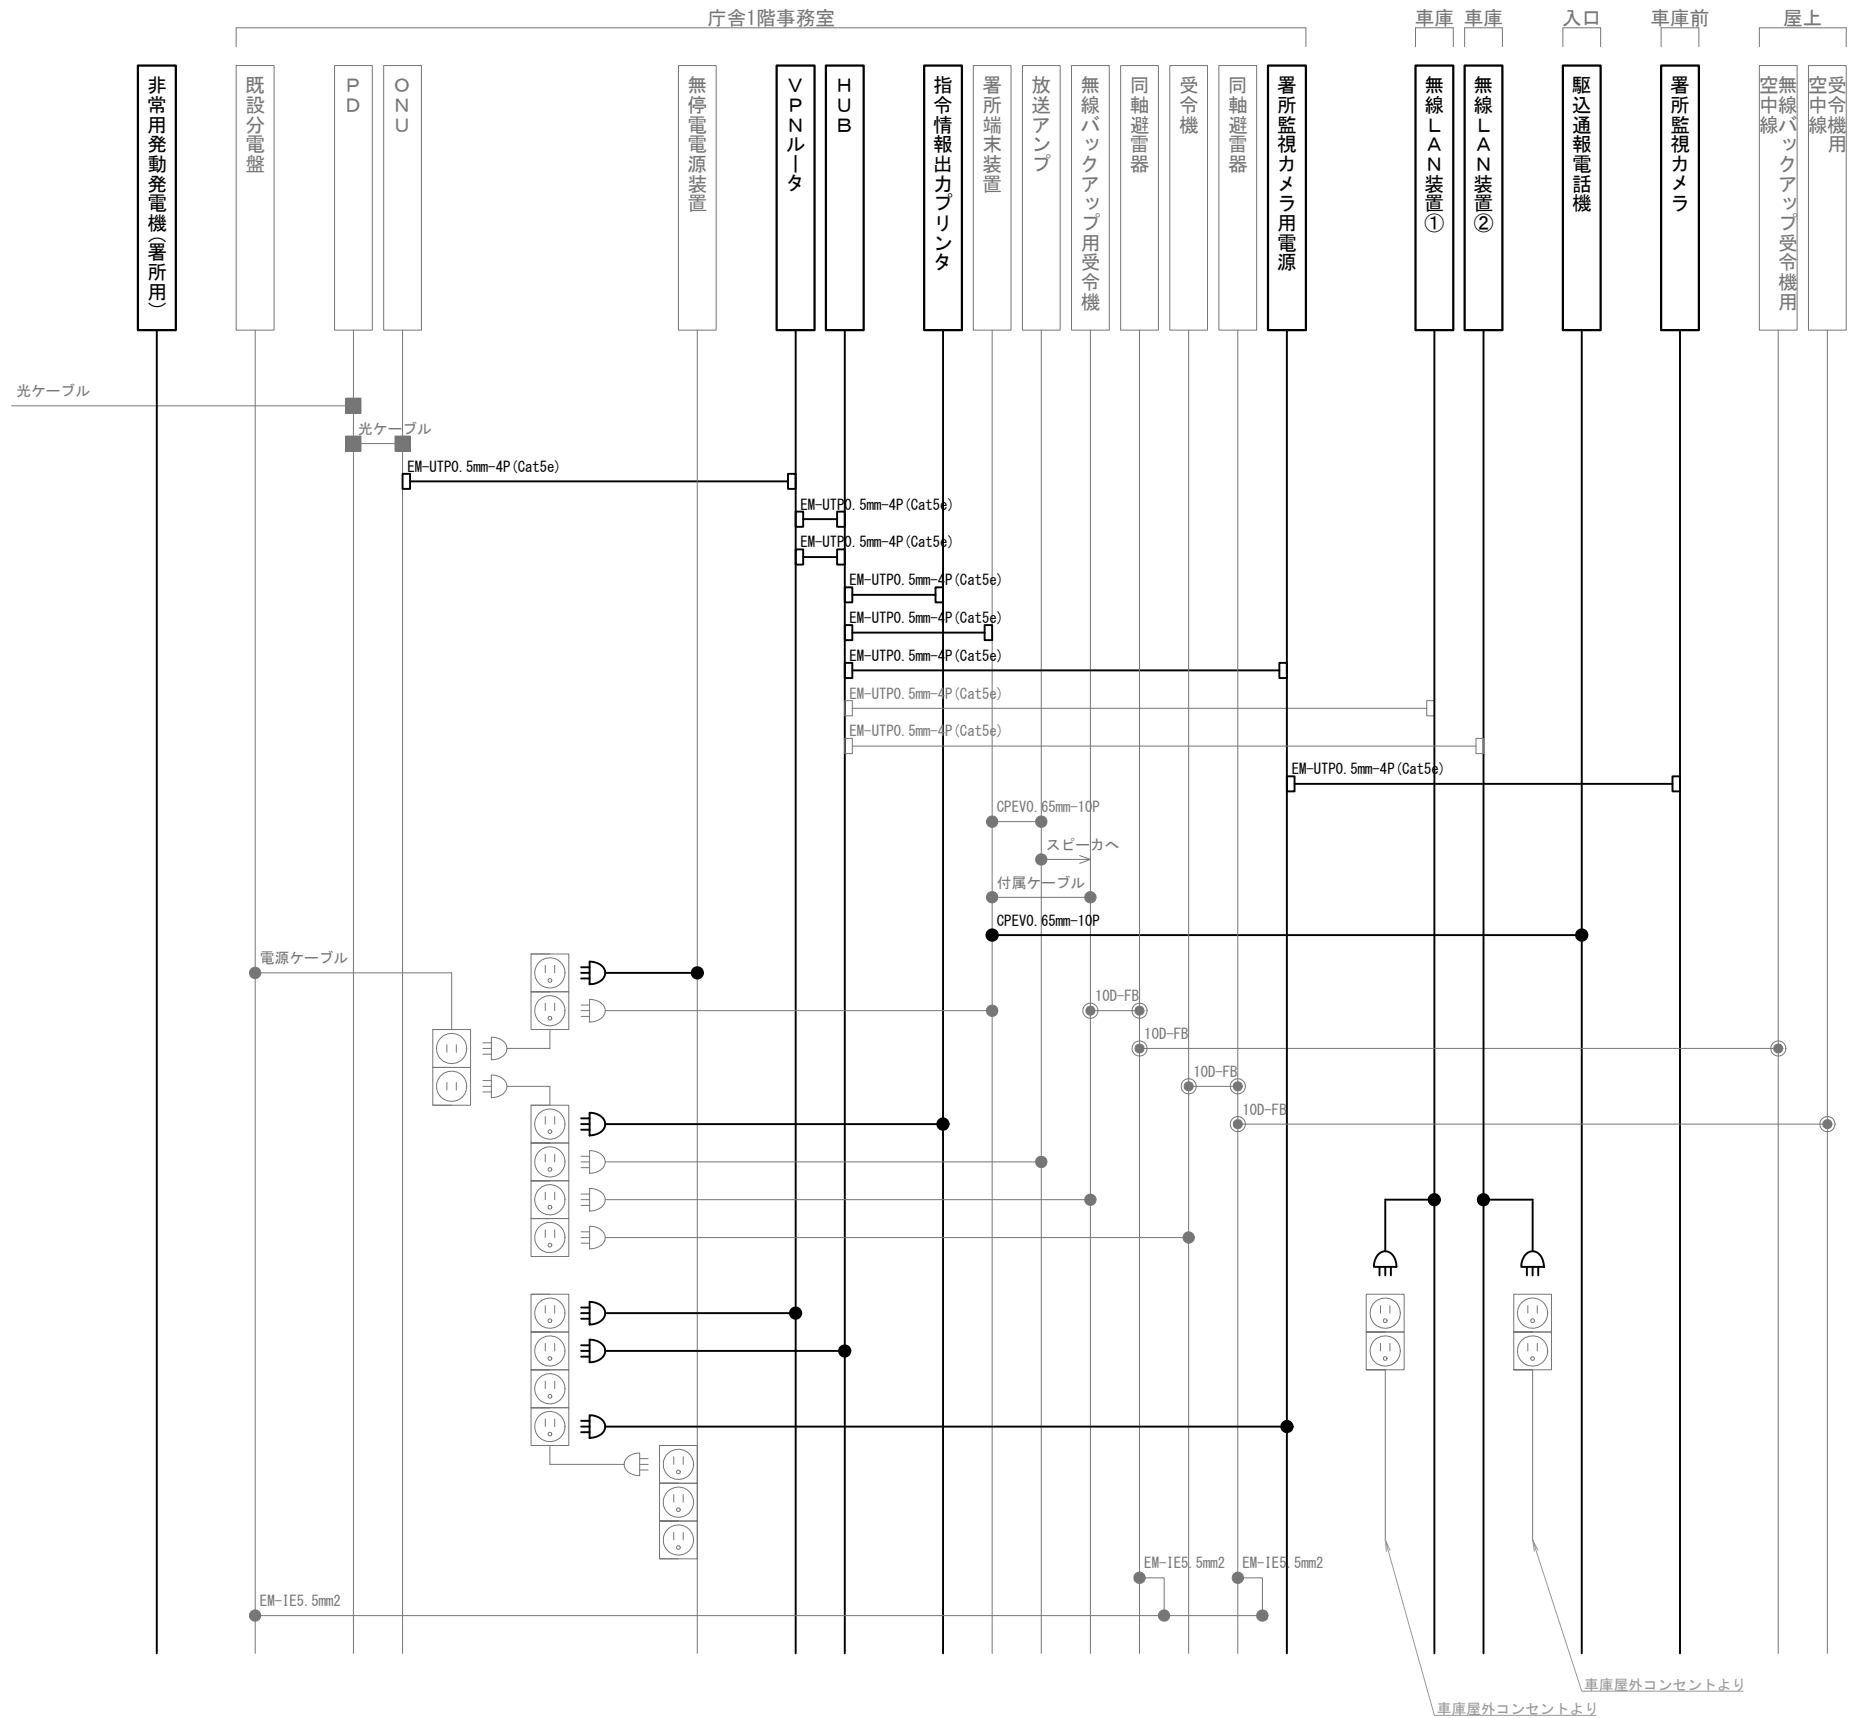 庁舎1階事務室
車庫
車庫
入口
車庫前
屋上
非常用発動発電機(署所用)
既設分電盤
PD
ONU
無停電電源装置
VPNルータ
HUB
指令情報出力プリンタ
署所端末装置
放送アンプ
無線バックアップ用受令機
同軸避雷器
受令機
同軸避雷器
署所監視カメラ用電源
無線LAN装置①
無線LAN装置②
駆込通報電話機
署所監視カメラ
無線バックアップ受令機用
空中線
受令機用
空中線
光ケーブル
光ケーブル
EM-UTP0.5mm-4P(Cat5e)
EM-UTP0.5mm-4P(Cat5e)
EM-UTP0.5mm-4P(Cat5e)
EM-UTP0.5mm-4P(Cat5e)
EM-UTP0.5mm-4P(Cat5e)
EM-UTP0.5mm-4P(Cat5e)
EM-UTP0.5mm-4P(Cat5e)
EM-UTP0.5mm-4P(Cat5e)
EM-UTP0.5mm-4P(Cat5e)
CPEV0.65mm-10P
スピーカへ
付属ケーブル
CPEV0.65mm-10P
電源ケーブル
10D-FB
10D-FB
10D-FB
10D-FB
EM-IE5.5mm2
EM-IE5.5mm2
EM-IE5.5mm2
車庫屋外コンセントより
車庫屋外コンセントより